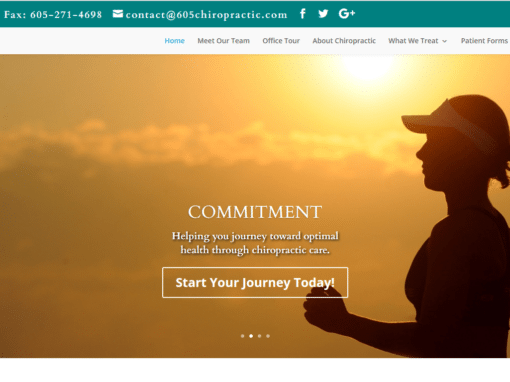 Fax: 605-271-4698 contact@605chiropractic.com
Home Meet Our Team Office Tour About Chiropractic What We Treat Patient Forms
COMMITMENT
Helping you journey toward optimal
health through chiropractic care.
Start Your Journey Today!